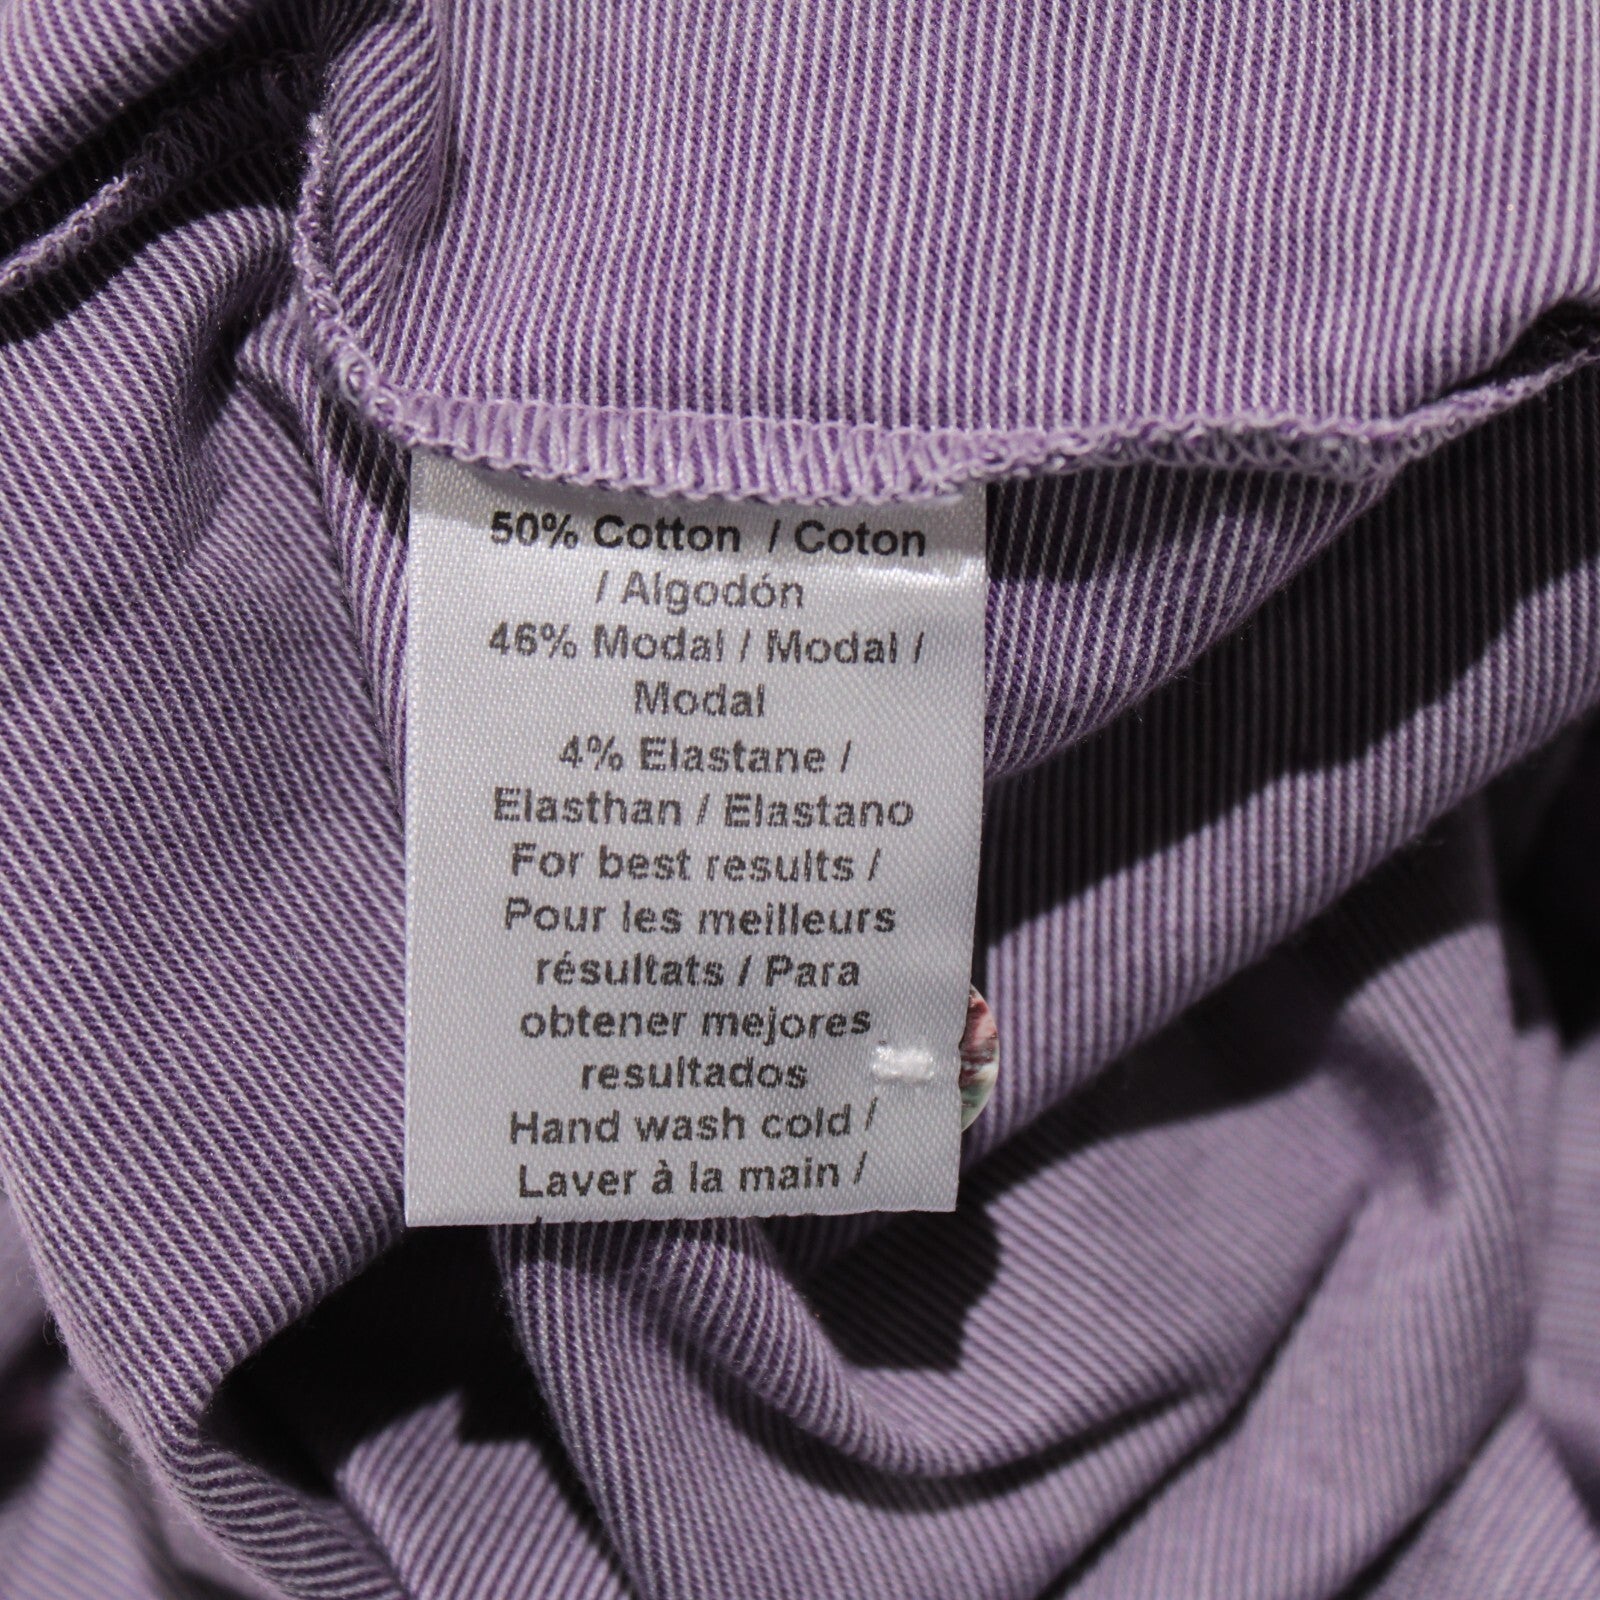 50% Cotton / Coton
/ Algodón
46% Modal / Modal /
Modal
4% Elastane /
Elasthan / Elastano
For best results /
Pour les meilleurs
résultats / Para
obtener mejores
resultados
Hand wash cold /
Laver à la main /